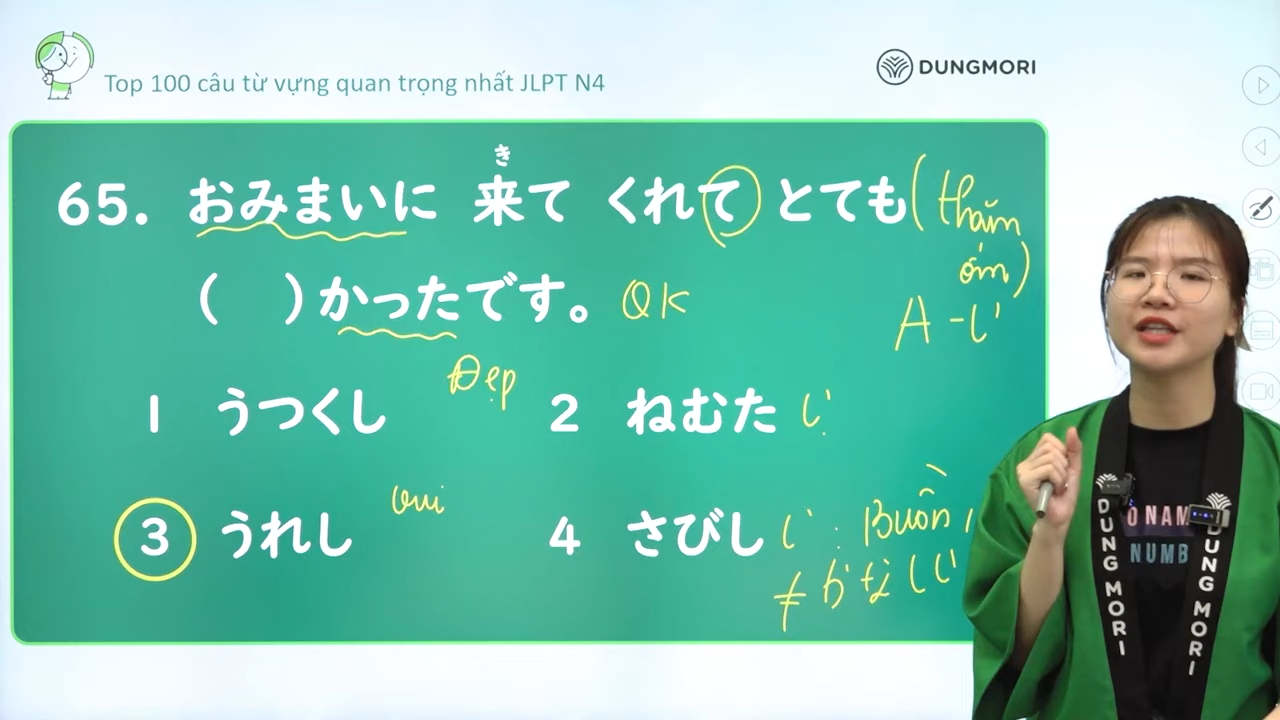 Top 100 câu từ vựng quan trọng nhất JLPT N4
DUNGMORI
き
65. おみまいに 来て くれて とても
(thăm
ốm)
(  )かったです。 OK
A-い
Đẹp
1 うつくし 2 ねむた い
vui
3 うれし 4 さびし い: Buồn,
≠ かなしい
O NAM
NUMB
DUNG MORI
DUNG MORI